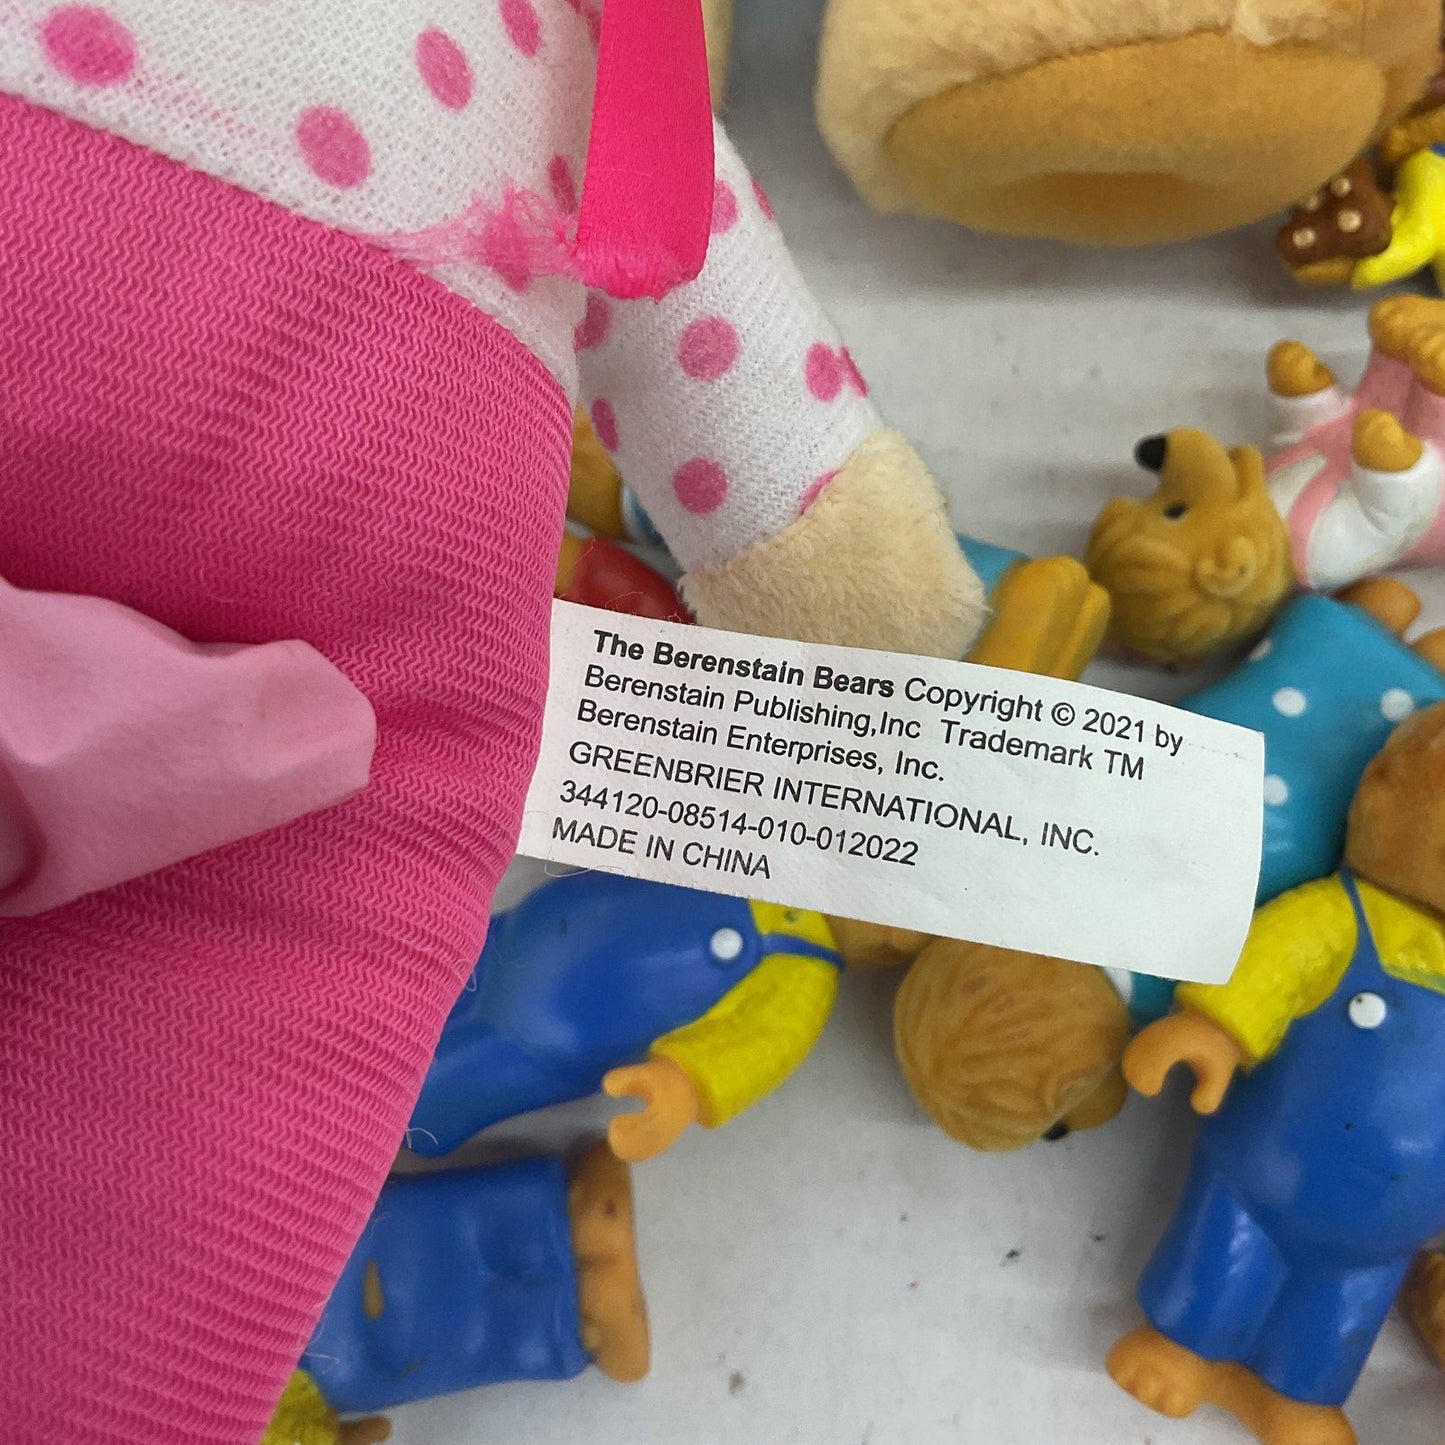 The Berenstain Bears Copyright © 2021 by
Berenstain Publishing,Inc Trademark TM
Berenstain Enterprises, Inc.
GREENBRIER INTERNATIONAL, INC.
344120-08514-010-012022
MADE IN CHINA